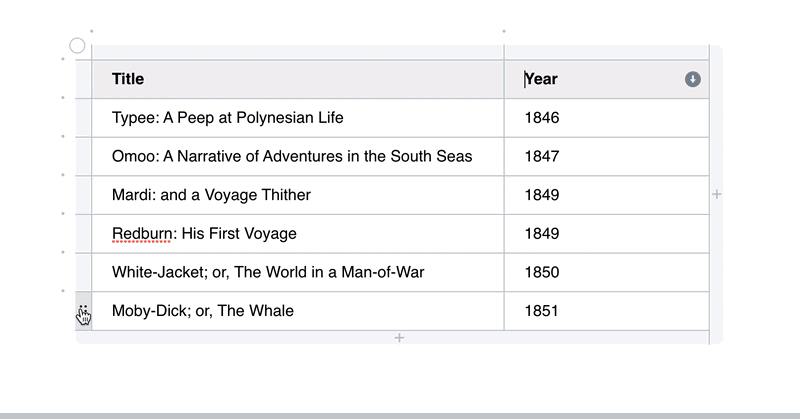 Title Year
Typee: A Peep at Polynesian Life 1846
Omoo: A Narrative of Adventures in the South Seas 1847
Mardi: and a Voyage Thither 1849
Redburn: His First Voyage 1849
White-Jacket; or, The World in a Man-of-War 1850
Moby-Dick; or, The Whale 1851